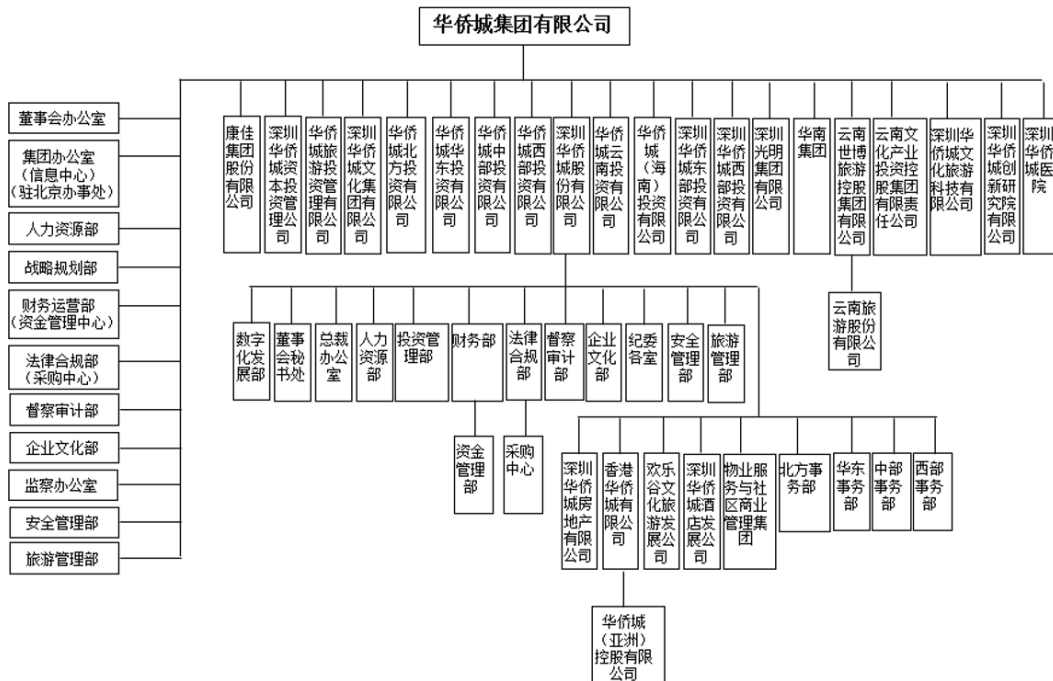 华侨城集团有限公司
董事会办公室
集团办公室
（信息中心）
（驻北京办事处）
人力资源部
战略规划部
财务运营部
（资金管理中心）
法律合规部
（采购中心）
督察审计部
企业文化部
监察办公室
安全管理部
旅游管理部
康佳集团股份有限公司
深圳华侨城资本投资管理公司
华侨城旅游投资管理有限公司
深圳华侨城文化集团有限公司
华侨城北方投资有限公司
华侨城华东投资有限公司
华侨城中部投资有限公司
华侨城西部投资有限公司
深圳华侨城股份有限公司
华侨城云南投资有限公司
华侨城（海南）投资有限公司
深圳华侨城东部投资有限公司
深圳华侨城西部投资有限公司
深圳光明集团有限公司
华南集团
云南世博旅游控股集团有限公司
云南文化产业投资控股集团有限责任公司
深圳华侨城文化旅游科技有限公司
深圳华侨城创新研究院有限公司
深圳华侨城医院
云南旅游股份有限公司
数字化发展部
董事会秘书处
总裁办公室
人力资源部
投资管理部
财务部
法律合规部
督察审计部
企业文化部
纪委各室
安全管理部
旅游管理部
资金管理部
采购中心
深圳华侨城房地产有限公司
香港华侨城有限公司
欢乐谷文化旅游发展公司
深圳华侨城酒店发展公司
物业服务与社区商业管理集团
北方事务部
华东事务部
中部事务部
西部事务部
华侨城
（亚洲）
控股有限
公司